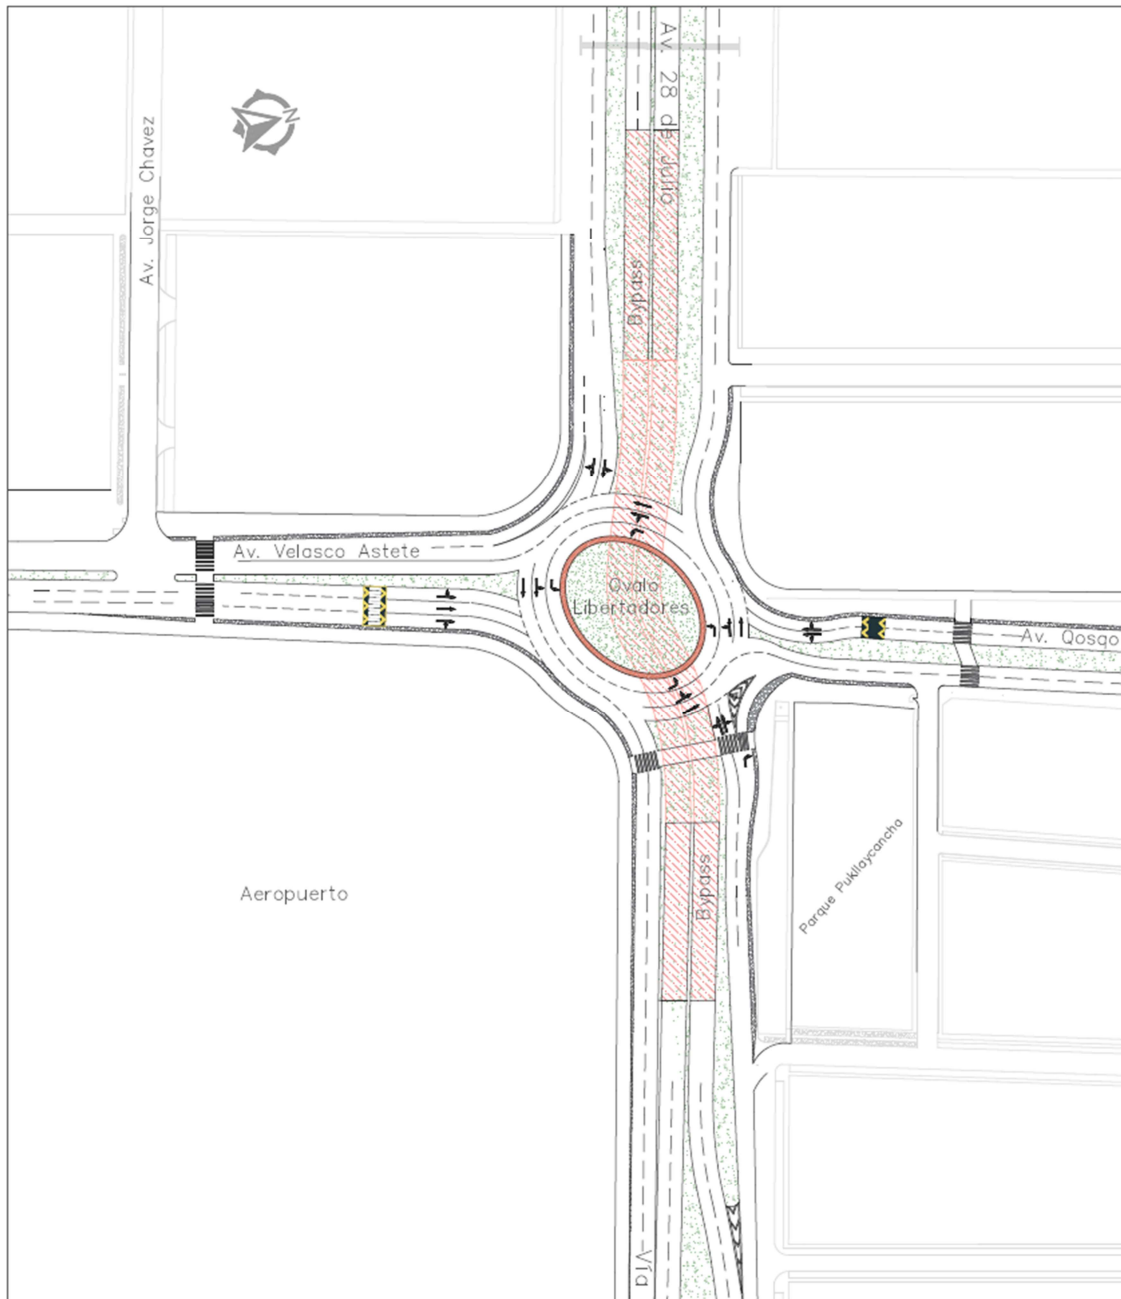 Av. 28 de Julio
N
Av. Jorge Chavez
Bypass
Av. Velasco Astete
Ovalo
Libertadores
Av. Qosqo
Parque Pukllaycancha
Bypass
Aeropuerto
Vía